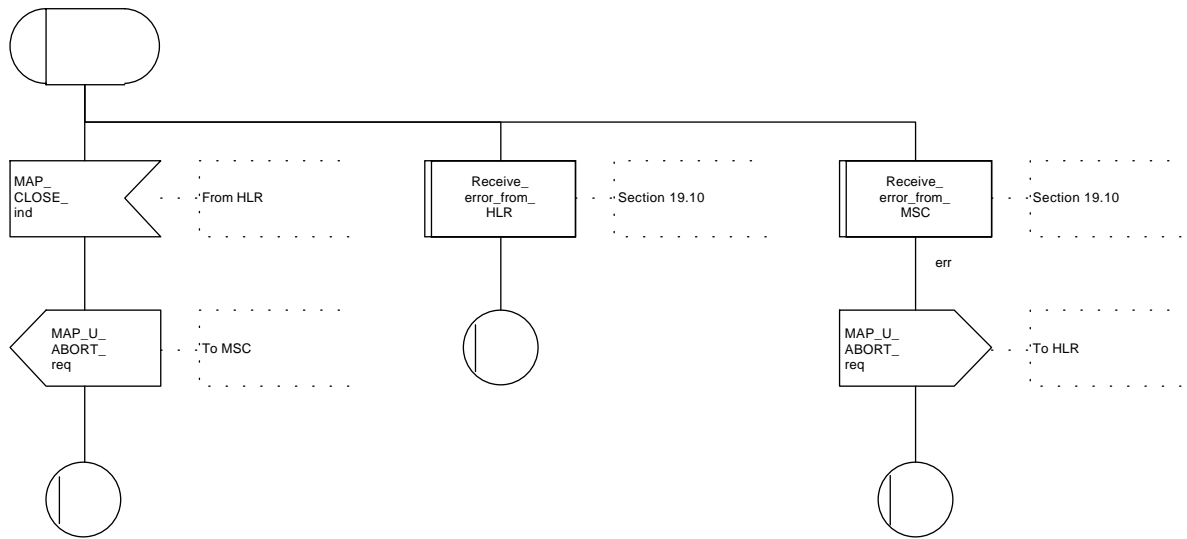 MAP_
CLOSE_
ind
From HLR
Receive_
error_from_
HLR
Section 19.10
Receive_
error_from_
MSC
Section 19.10
err
MAP_U_
ABORT_
req
To MSC
MAP_U_
ABORT_
req
To HLR